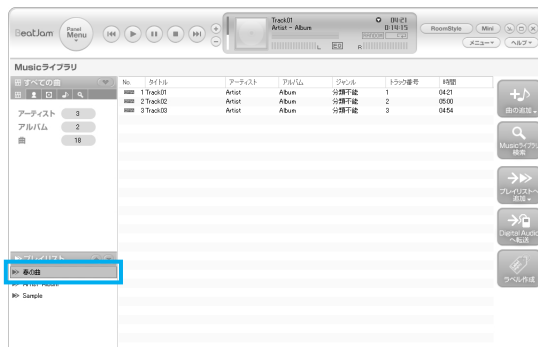 BeatJam
Panel
Menu
Track01
Artist - Album
04:21
0:14:15
L EQ R
RoomStyle
Mini
メニュー
ヘルプ
Musicライブラリ
すべての曲
アーティスト 3
アルバム 2
曲 18
No. タイトル アーティスト アルバム ジャンル トラック番号 時間
1 Track01 Artist Album 分類不能 1 04:21
2 Track02 Artist Album 分類不能 2 05:00
3 Track03 Artist Album 分類不能 3 04:54
曲の追加
Musicライブラリ
検索
プレイリストへ
追加
Digital Audio
へ転送
ラベル作成
プレイリスト
春の曲
Artist-Album
Sample